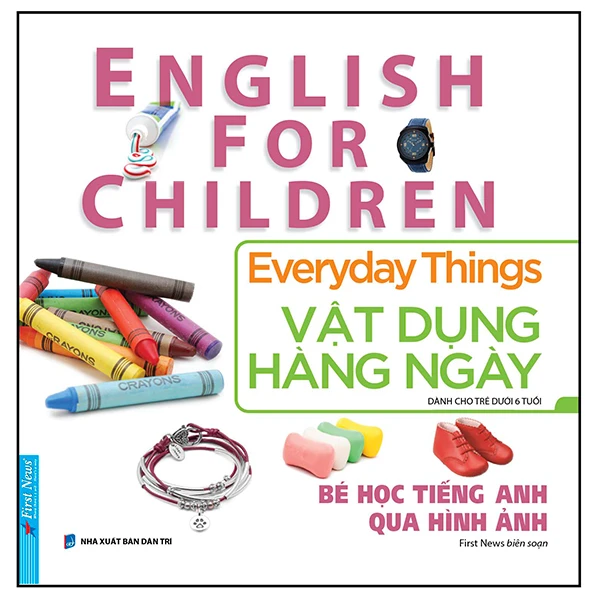 ENGLISH
FOR
CHILDREN
Everyday Things
VẬT DỤNG
HÀNG NGÀY
DÀNH CHO TRẺ DƯỚI 6 TUỔI
CRAYONS
CRAYONS
BÉ HỌC TIẾNG ANH
QUA HÌNH ẢNH
First News biên soạn
First News
NHÀ XUẤT BẢN DÂN TRÍ